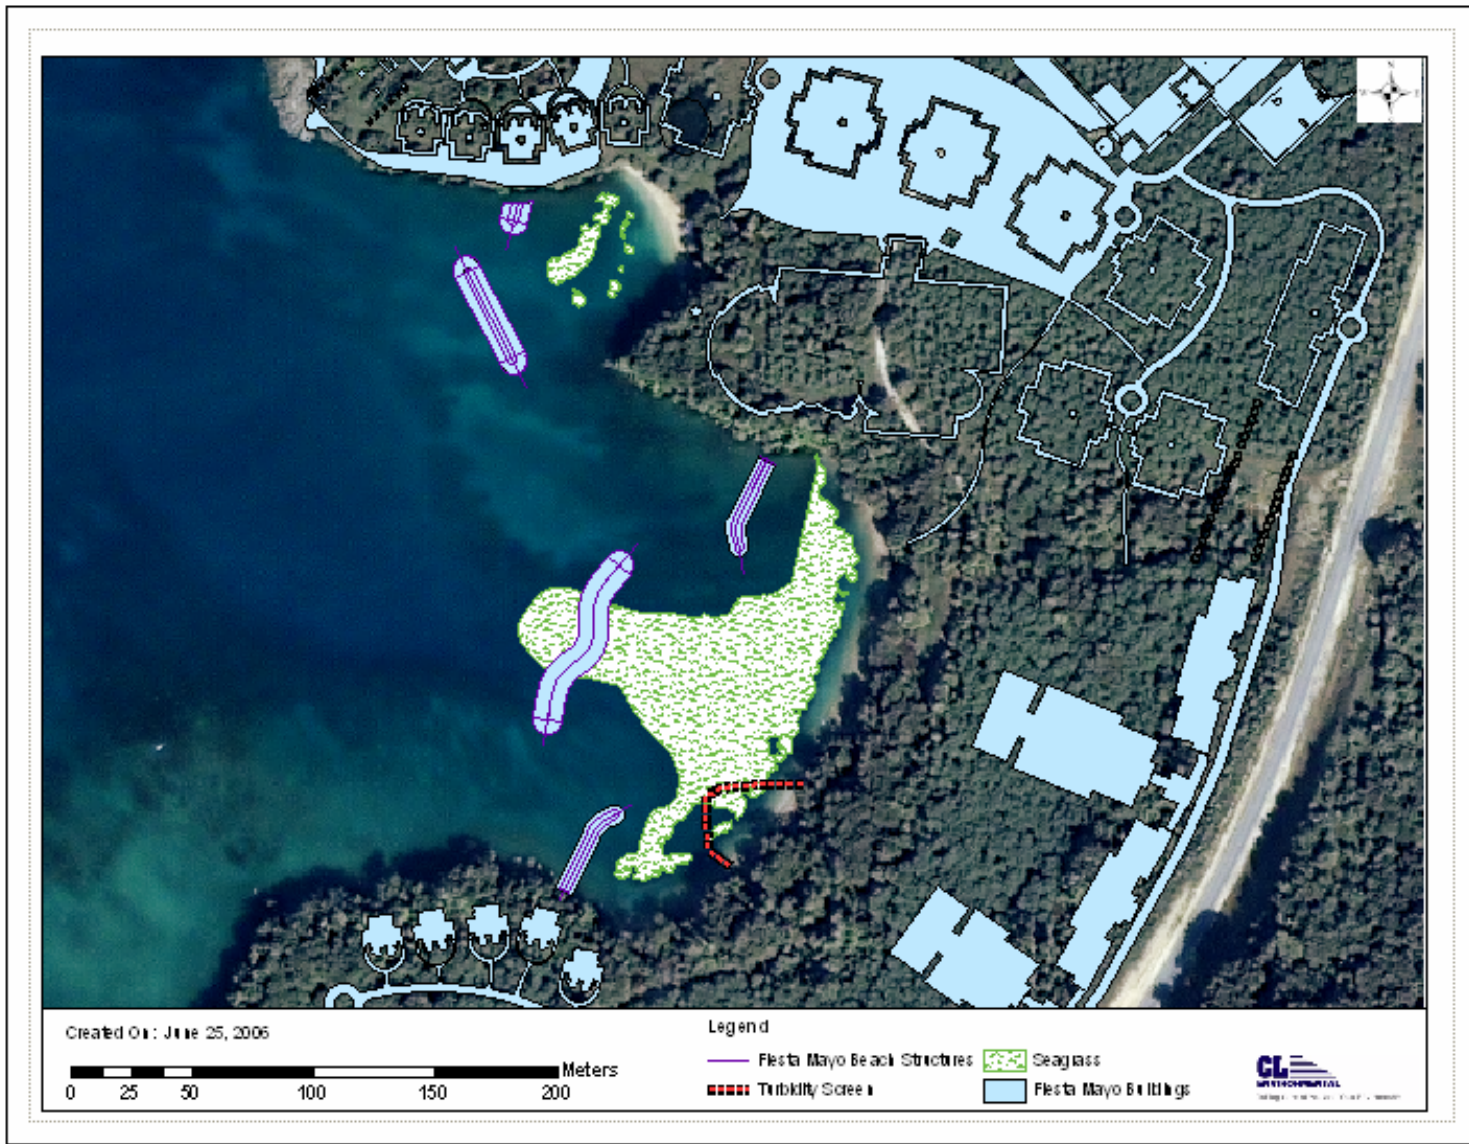 N
W E
Created On: June 25, 2006
Legend
Fiesta Mayo Beach Structures
Seagrass
Meters
Turbidity Screen
Fiesta Mayo Buildings
0 25 50 100 150 200
CL
ENVIRONMENTAL